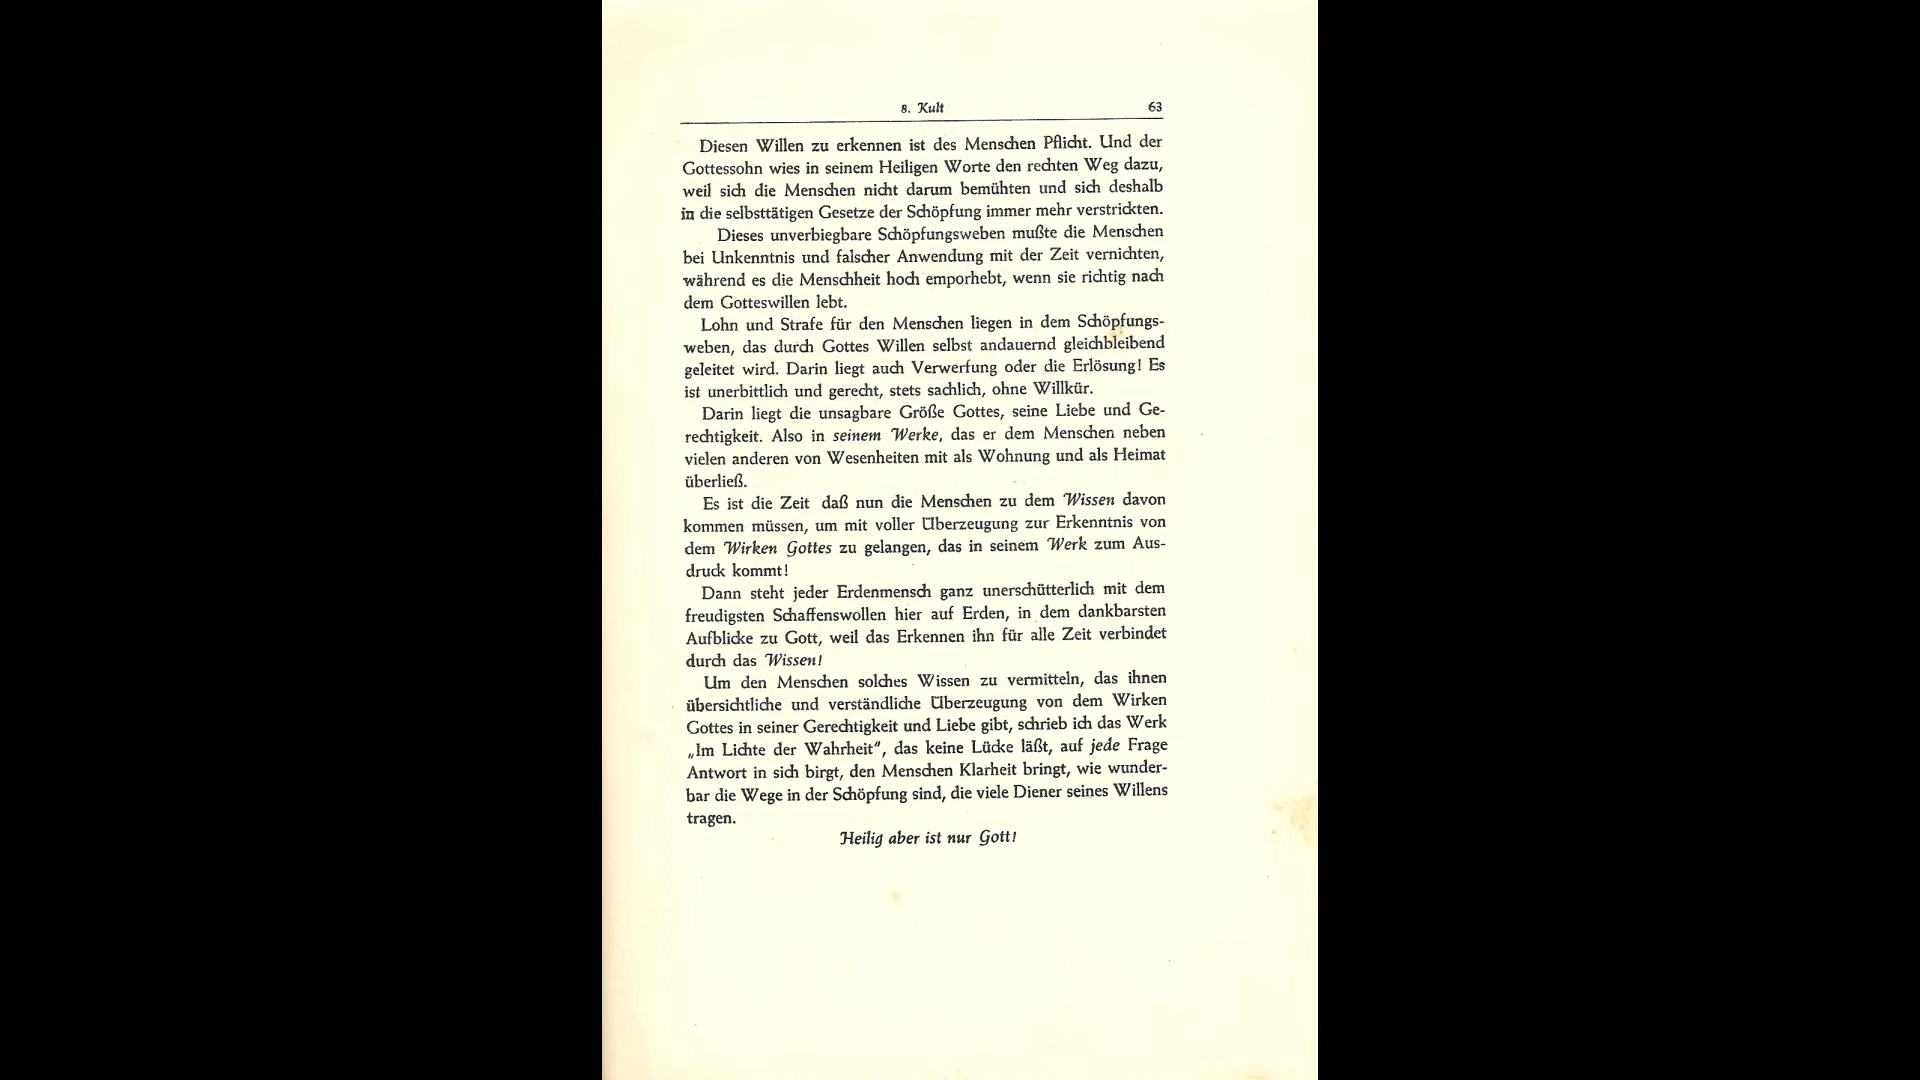 8. Kult 63
Diesen Willen zu erkennen ist des Menschen Pflicht. Und der
Gottessohn wies in seinem Heiligen Worte den rechten Weg dazu,
weil sich die Menschen nicht darum bemühten und sich deshalb
in die selbsttätigen Gesetze der Schöpfung immer mehr verstrickten.
Dieses unverbiegbare Schöpfungsweben mußte die Menschen
bei Unkenntnis und falscher Anwendung mit der Zeit vernichten,
während es die Menschheit hoch emporhebt, wenn sie richtig nach
dem Gotteswillen lebt.
Lohn und Strafe für den Menschen liegen in dem Schöpfungs-
weben, das durch Gottes Willen selbst andauernd gleichbleibend
geleitet wird. Darin liegt auch Verwerfung oder die Erlösung! Es
ist unerbittlich und gerecht, stets sachlich, ohne Willkür.
Darin liegt die unsagbare Größe Gottes, seine Liebe und Ge-
rechtigkeit. Also in seinem Werke, das er dem Menschen neben
vielen anderen von Wesenheiten mit als Wohnung und als Heimat
überließ.
Es ist die Zeit daß nun die Menschen zu dem Wissen davon
kommen müssen, um mit voller Überzeugung zur Erkenntnis von
dem Wirken Gottes zu gelangen, das in seinem Werk zum Aus-
druck kommt!
Dann steht jeder Erdenmensch ganz unerschütterlich mit dem
freudigsten Schaffenswollen hier auf Erden, in dem dankbarsten
Aufblicke zu Gott, weil das Erkennen ihn für alle Zeit verbindet
durch das Wissen!
Um den Menschen solches Wissen zu vermitteln, das ihnen
übersichtliche und verständliche Überzeugung von dem Wirken
Gottes in seiner Gerechtigkeit und Liebe gibt, schrieb ich das Werk
„Im Lichte der Wahrheit", das keine Lücke läßt, auf jede Frage
Antwort in sich birgt, den Menschen Klarheit bringt, wie wunder-
bar die Wege in der Schöpfung sind, die viele Diener seines Willens
tragen.
Heilig aber ist nur Gott!